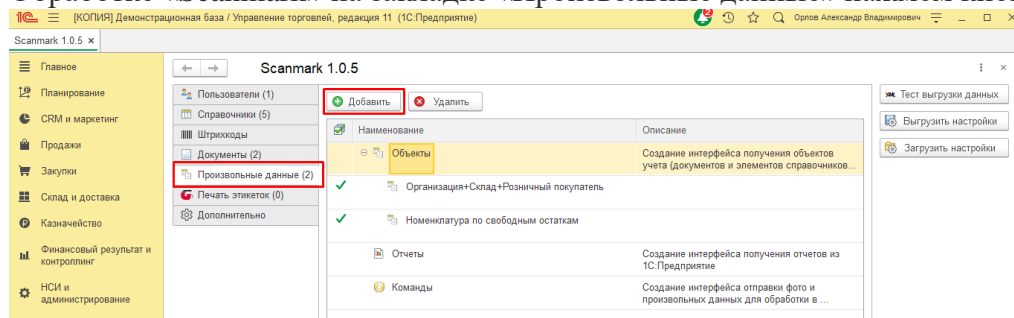 [КОПИЯ] Демонстрационная база / Управление торговлей, редакция 11 (1С:Предприятие)
Орлов Александр Владимирович
Scanmark 1.0.5 ×
Главное
Планирование
CRM и маркетинг
Продажи
Закупки
Склад и доставка
Казначейство
Финансовый результат и
контроллинг
НСИ и
администрирование
Scanmark 1.0.5
Пользователи (1)
Справочники (5)
Штрихкоды
Документы (2)
Произвольные данные (2)
Печать этикеток (0)
Дополнительно
Добавить
Удалить
Наименование
Описание
Объекты
Создание интерфейса получения объектов
учета (документов и элементов справочников...
Организация+Склад+Розничный покупатель
Номенклатура по свободным остаткам
Отчеты
Создание интерфейса получения отчетов из
1С:Предприятие
Команды
Создание интерфейса отправки фото и
произвольных данных для обработки в ...
Тест выгрузки данных
Выгрузить настройки
Загрузить настройки